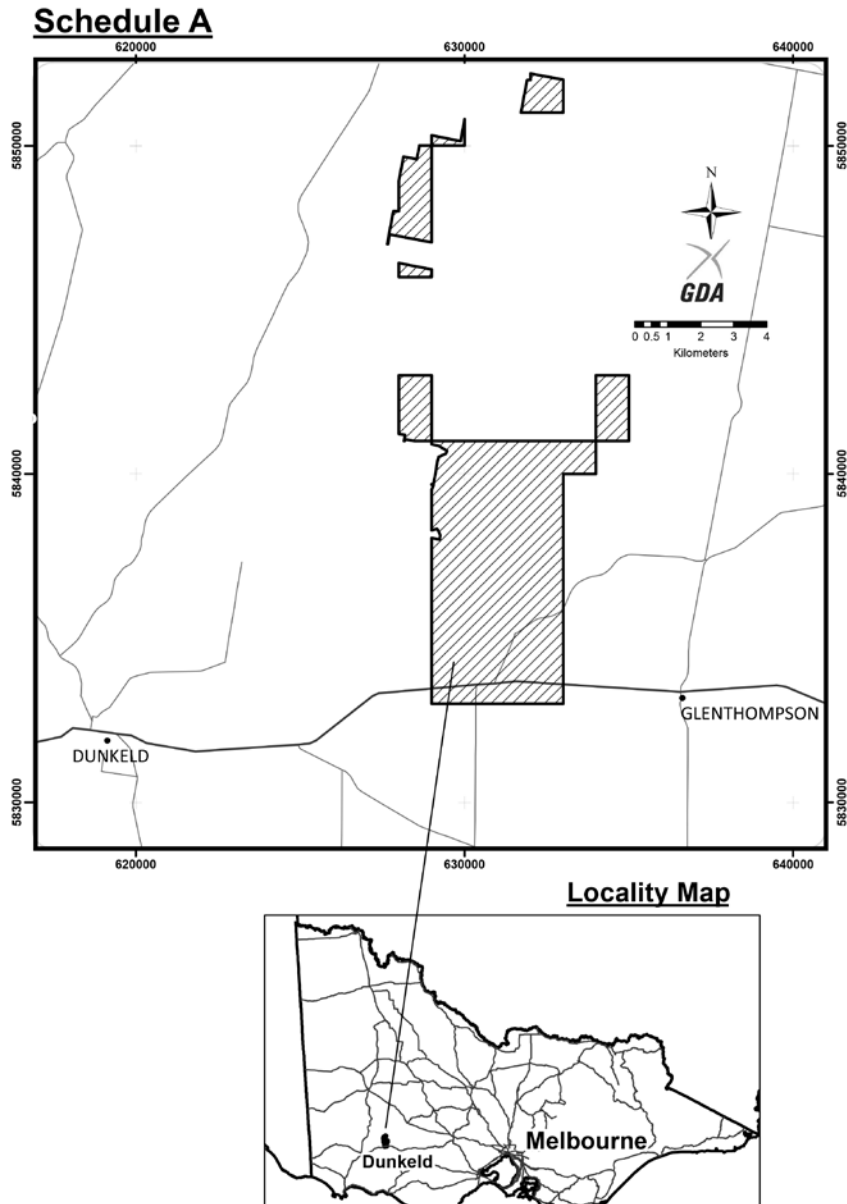 Schedule A
620000 630000 640000
5850000 5850000
N
GDA
0 0.5 1 2 3 4
Kilometers
5840000 5840000
GLENTHOMPSON
DUNKELD
5830000 5830000
620000 630000 640000
Locality Map
Melbourne
Dunkeld